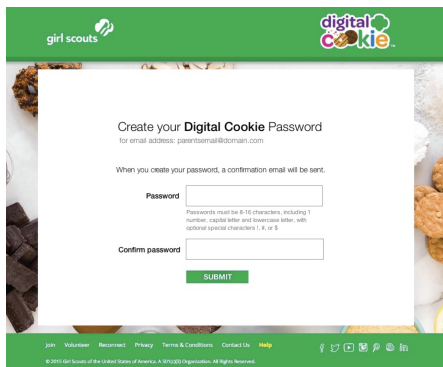 girl scouts
digital
cookie
Create your Digital Cookie Password
for email address: parentsemail@domain.com
When you create your password, a confirmation email will be sent.
Password
Passwords must be 8-16 characters, including 1
number, capital letter and lowercase letter, with
optional special characters !, #, or $
Confirm password
SUBMIT
Join Volunteer Reconnect Privacy Terms & Conditions Contact Us Help
© 2015 Girl Scouts of the United States of America. A 501(c)(3) Organization. All Rights Reserved.